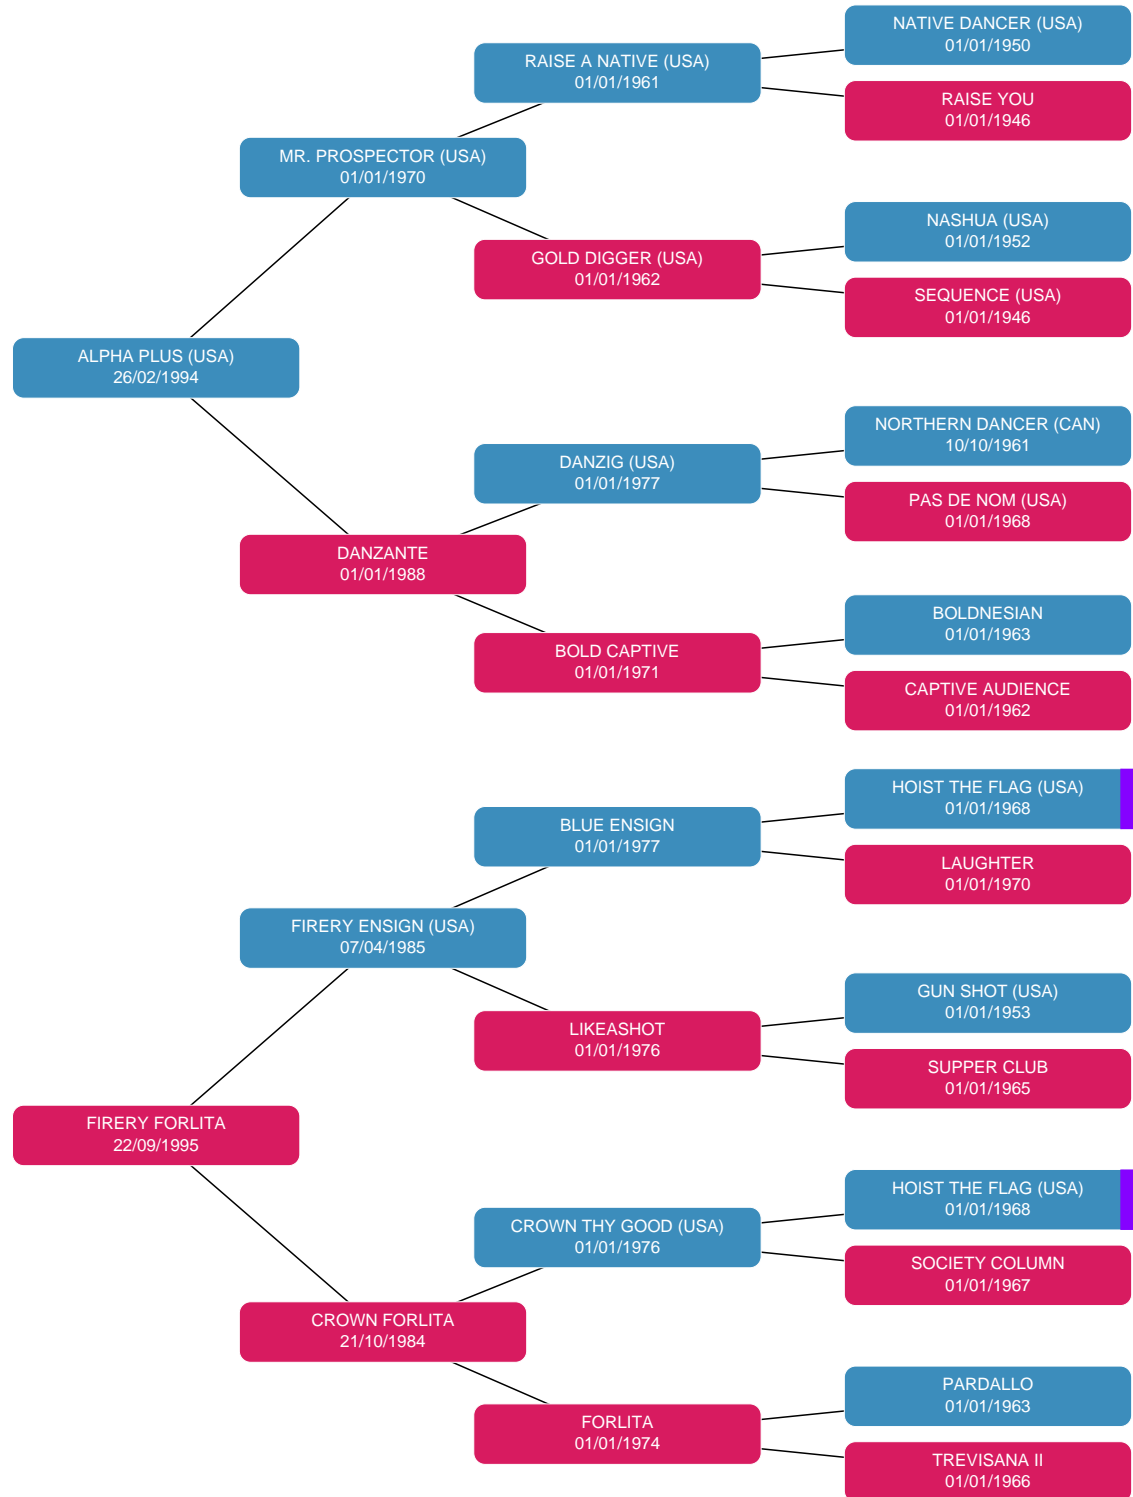 NATIVE DANCER (USA)
01/01/1950
RAISE A NATIVE (USA)
01/01/1961
RAISE YOU
01/01/1946
MR. PROSPECTOR (USA)
01/01/1970
NASHUA (USA)
01/01/1952
GOLD DIGGER (USA)
01/01/1962
SEQUENCE (USA)
01/01/1946
ALPHA PLUS (USA)
26/02/1994
NORTHERN DANCER (CAN)
10/10/1961
DANZIG (USA)
01/01/1977
PAS DE NOM (USA)
01/01/1968
DANZANTE
01/01/1988
BOLDNESIAN
01/01/1963
BOLD CAPTIVE
01/01/1971
CAPTIVE AUDIENCE
01/01/1962
HOIST THE FLAG (USA)
01/01/1968
BLUE ENSIGN
01/01/1977
LAUGHTER
01/01/1970
FIRERY ENSIGN (USA)
07/04/1985
GUN SHOT (USA)
01/01/1953
LIKEASHOT
01/01/1976
SUPPER CLUB
01/01/1965
FIRERY FORLITA
22/09/1995
HOIST THE FLAG (USA)
01/01/1968
CROWN THY GOOD (USA)
01/01/1976
SOCIETY COLUMN
01/01/1967
CROWN FORLITA
21/10/1984
PARDALLO
01/01/1963
FORLITA
01/01/1974
TREVISANA II
01/01/1966